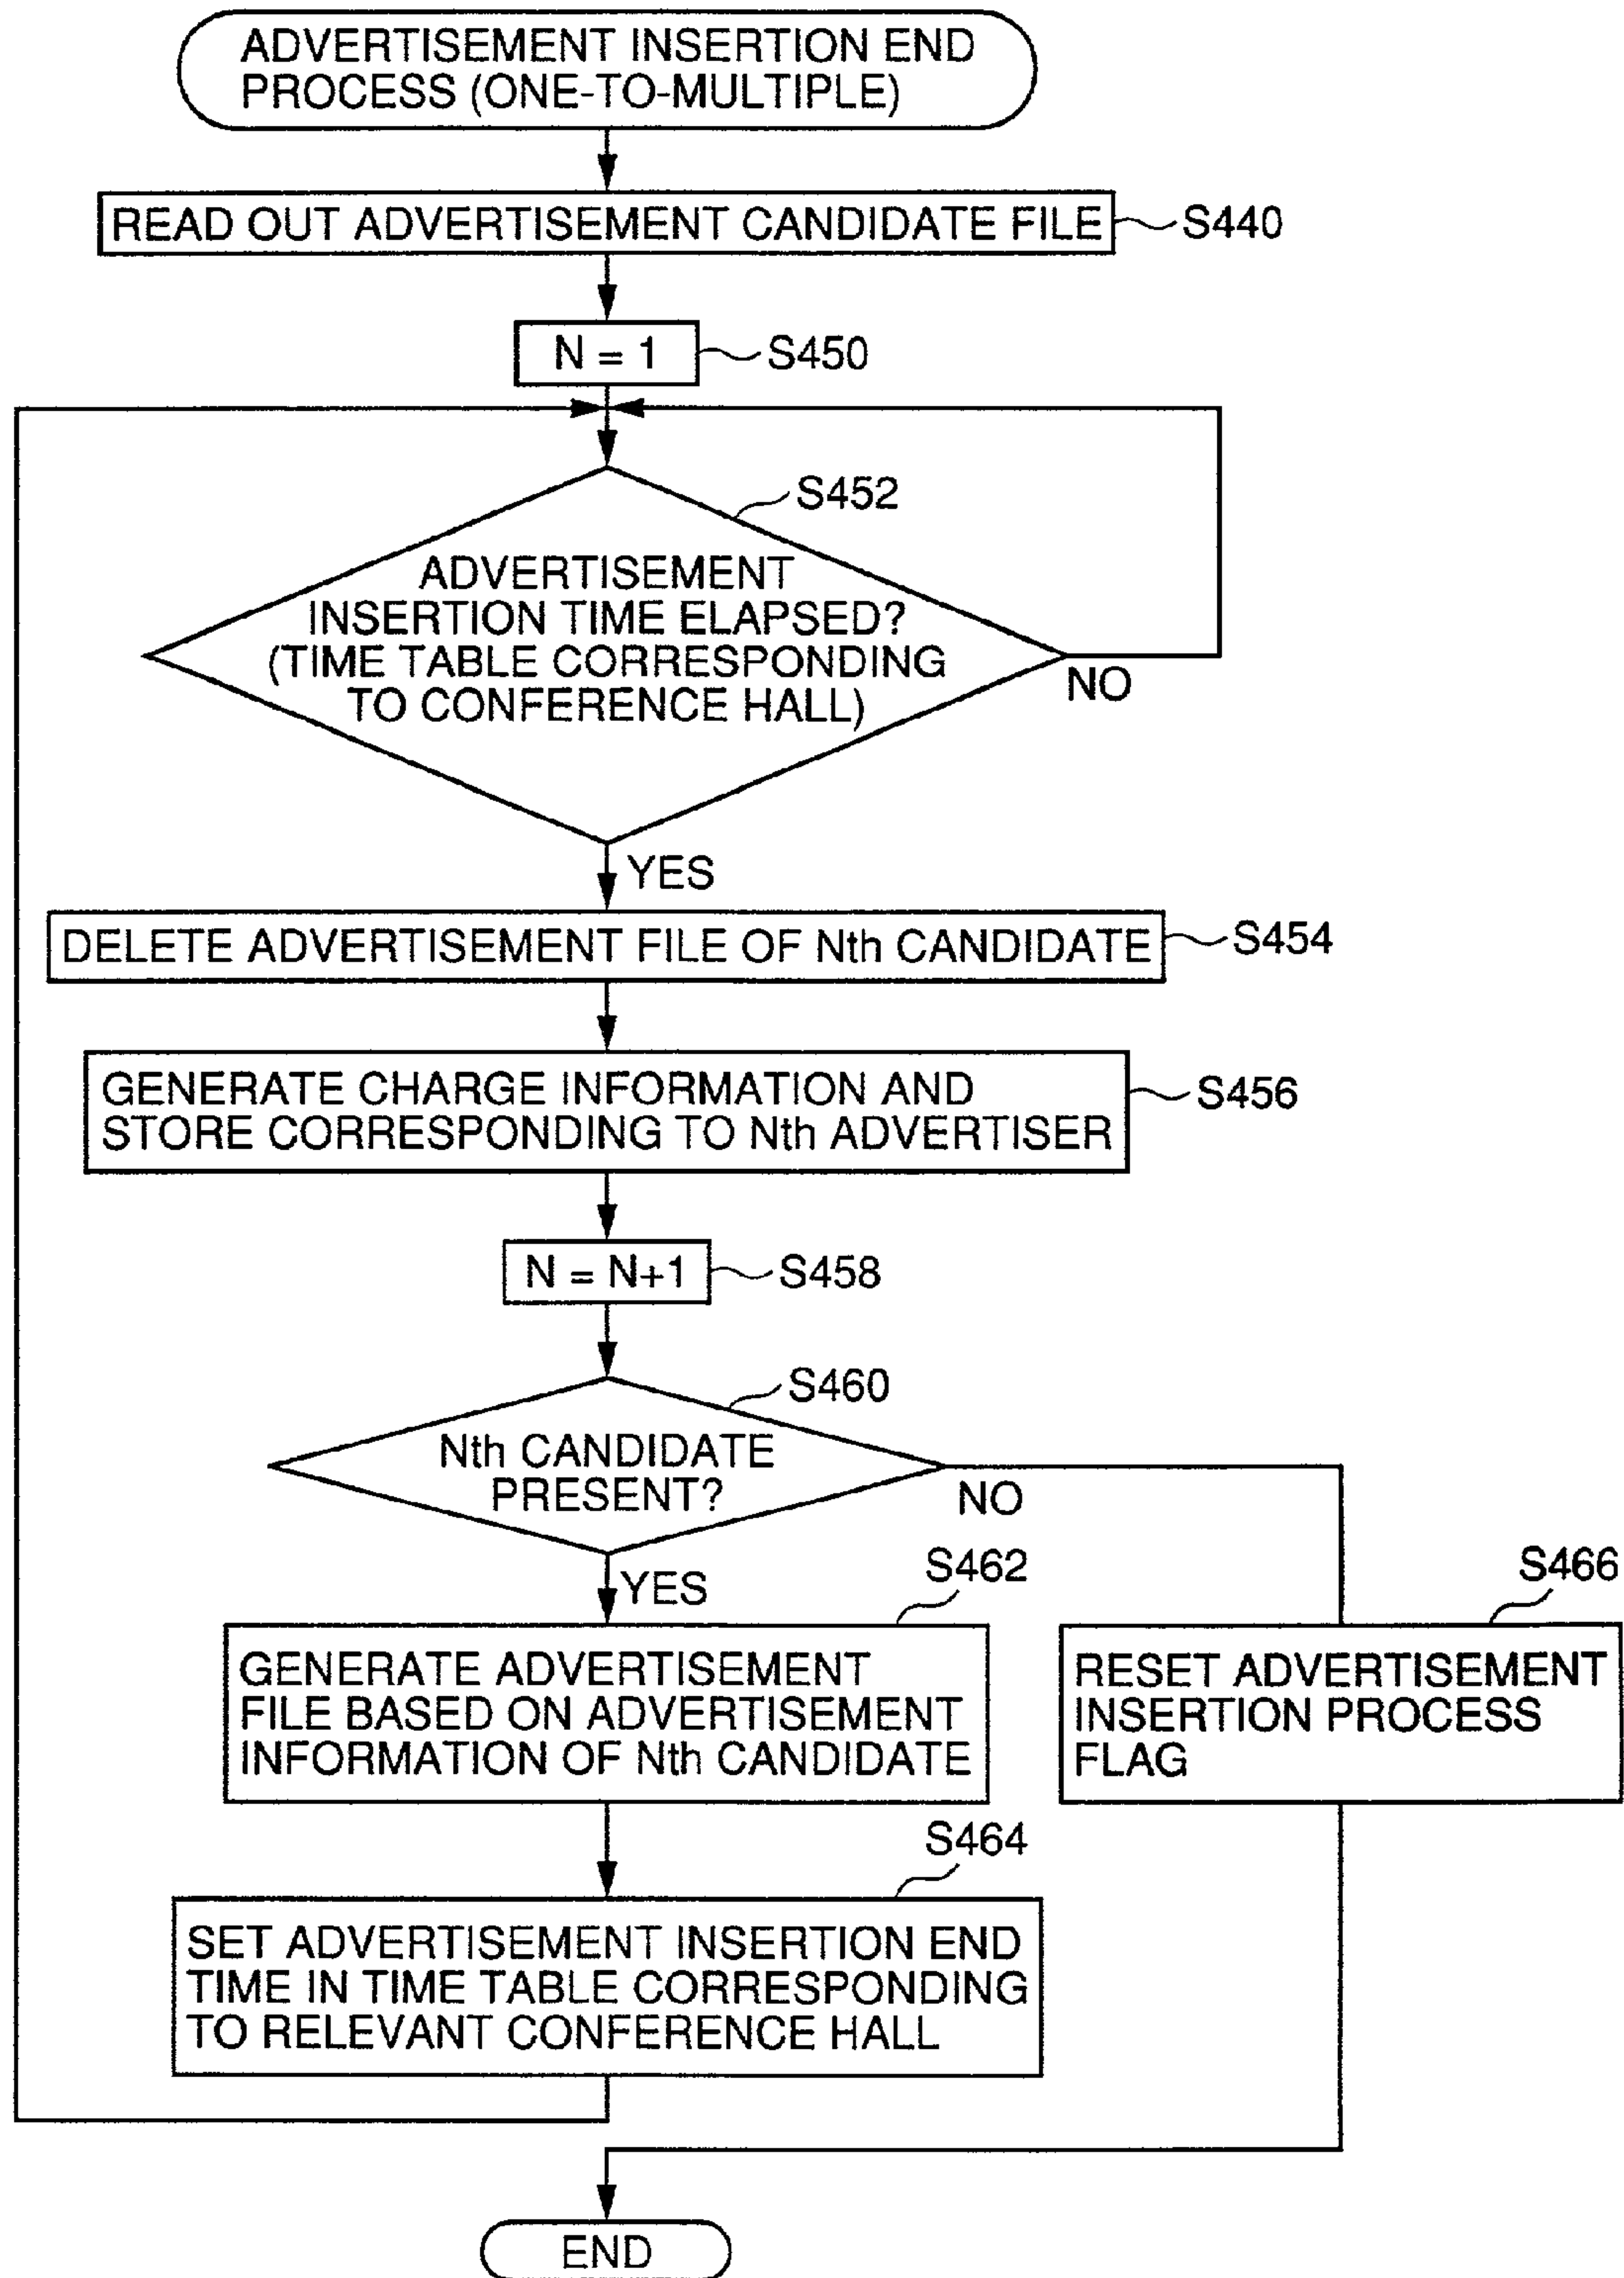 ADVERTISEMENT INSERTION END
PROCESS (ONE-TO-MULTIPLE)
READ OUT ADVERTISEMENT CANDIDATE FILE
S440
N = 1
S450
S452
ADVERTISEMENT
INSERTION TIME ELAPSED?
(TIME TABLE CORRESPONDING
TO CONFERENCE HALL)
NO
YES
DELETE ADVERTISEMENT FILE OF Nth CANDIDATE
S454
GENERATE CHARGE INFORMATION AND
STORE CORRESPONDING TO Nth ADVERTISER
S456
N = N+1
S458
S460
Nth CANDIDATE
PRESENT?
NO
YES
S462
GENERATE ADVERTISEMENT
FILE BASED ON ADVERTISEMENT
INFORMATION OF Nth CANDIDATE
S466
RESET ADVERTISEMENT
INSERTION PROCESS
FLAG
S464
SET ADVERTISEMENT INSERTION END
TIME IN TIME TABLE CORRESPONDING
TO RELEVANT CONFERENCE HALL
END